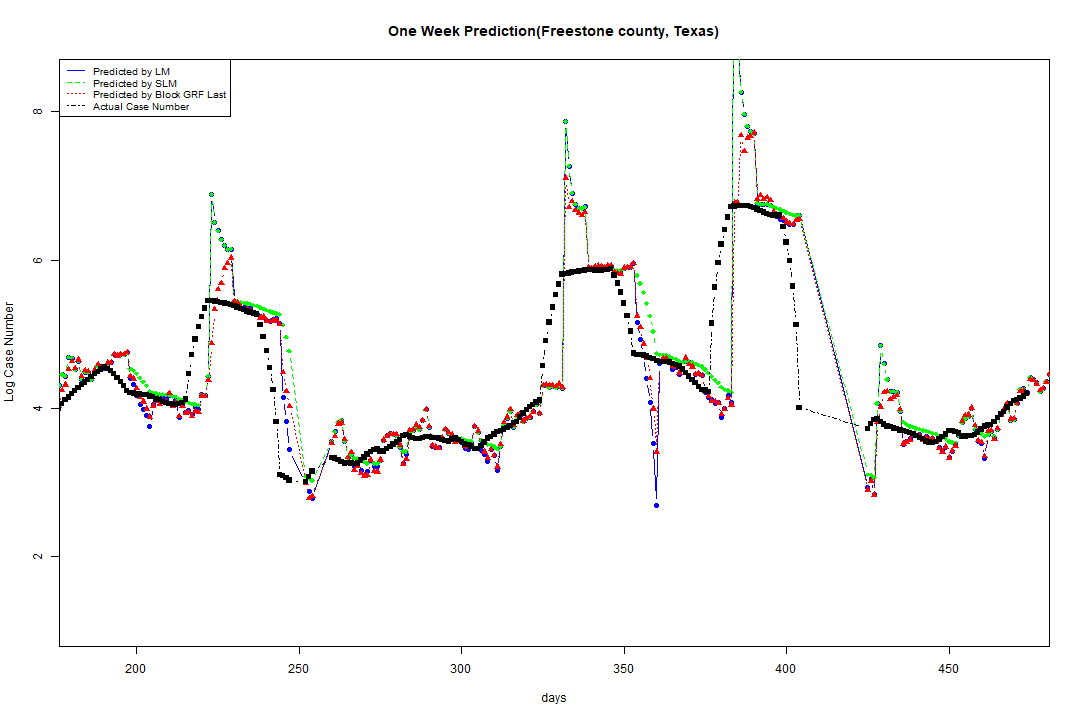 One Week Prediction(Freestone county, Texas)
Predicted by LM
Predicted by SLM
Predicted by Block GRF Last
Actual Case Number
Log Case Number
8
6
4
2
200 250 300 350 400 450
days